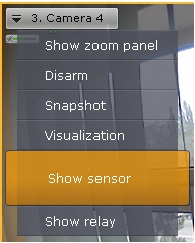 3. Camera 4
Show zoom panel
Disarm
Snapshot
Visualization
Show sensor
Show relay